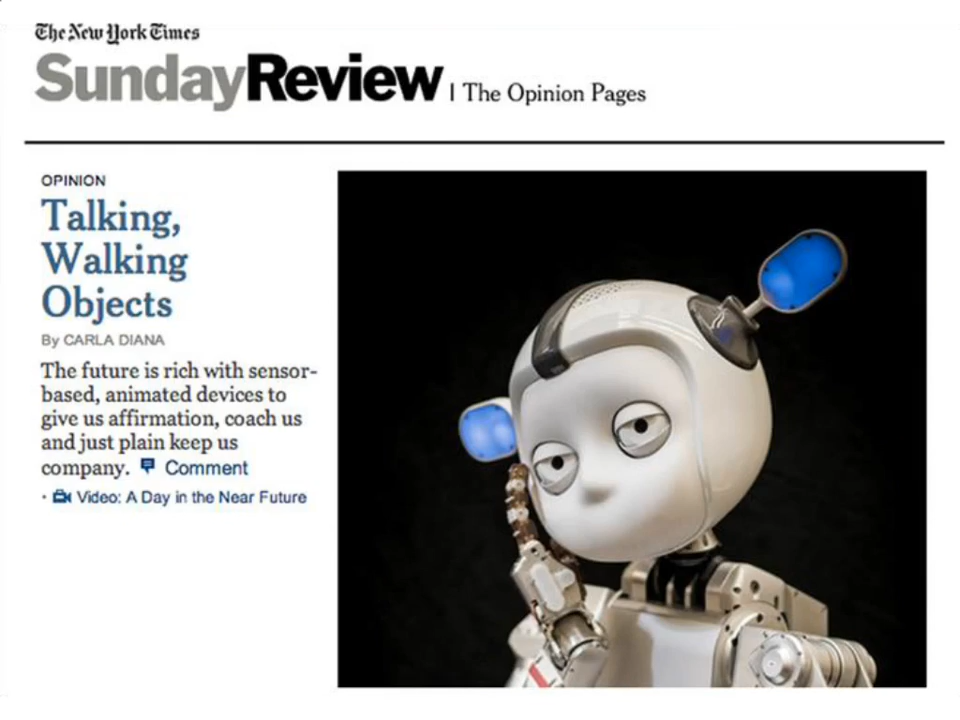 The New York Times
SundayReview | The Opinion Pages
OPINION
Talking,
Walking
Objects
By CARLA DIANA
The future is rich with sensor-
based, animated devices to
give us affirmation, coach us
and just plain keep us
company. Comment
· Video: A Day in the Near Future